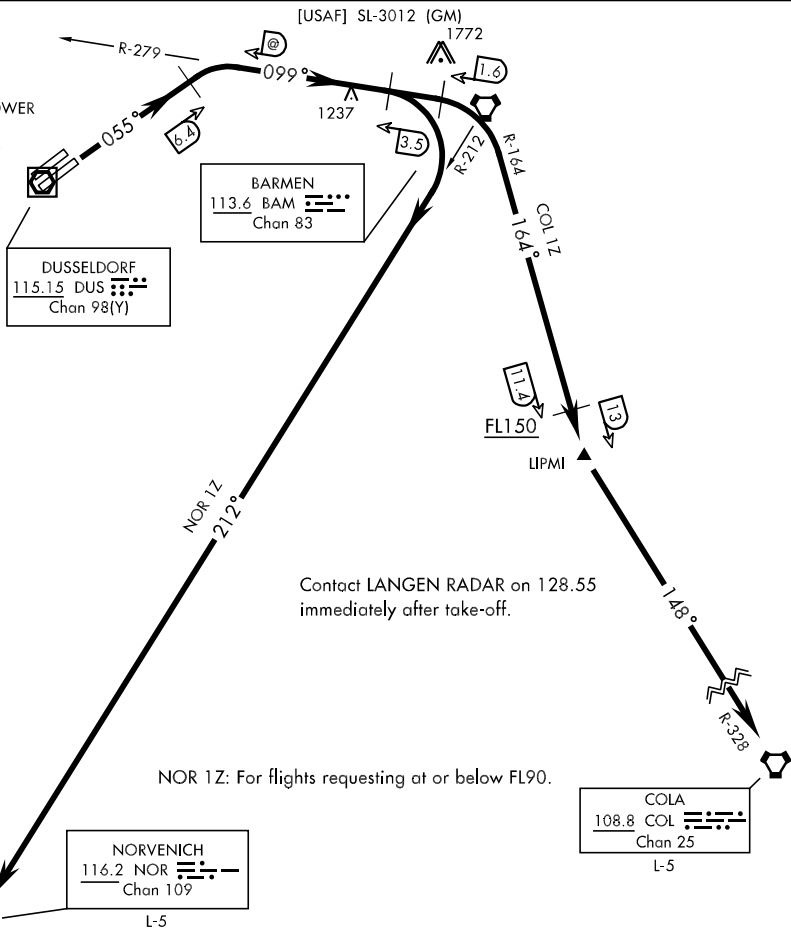 [USAF] SL-3012 (GM)
1772
R-279
@
099°
1.6
OWER
055°
6.4
1237
3.5
R-212
R-164
BARMEN
113.6 BAM
Chan 83
COL 1Z
164°
DUSSELDORF
115.15 DUS
Chan 98(Y)
11.4
13
FL150
LIPMI
NOR 1Z
212°
Contact LANGEN RADAR on 128.55
immediately after take-off.
148°
R-328
NOR 1Z: For flights requesting at or below FL90.
COLA
108.8 COL
Chan 25
L-5
NORVENICH
116.2 NOR
Chan 109
L-5